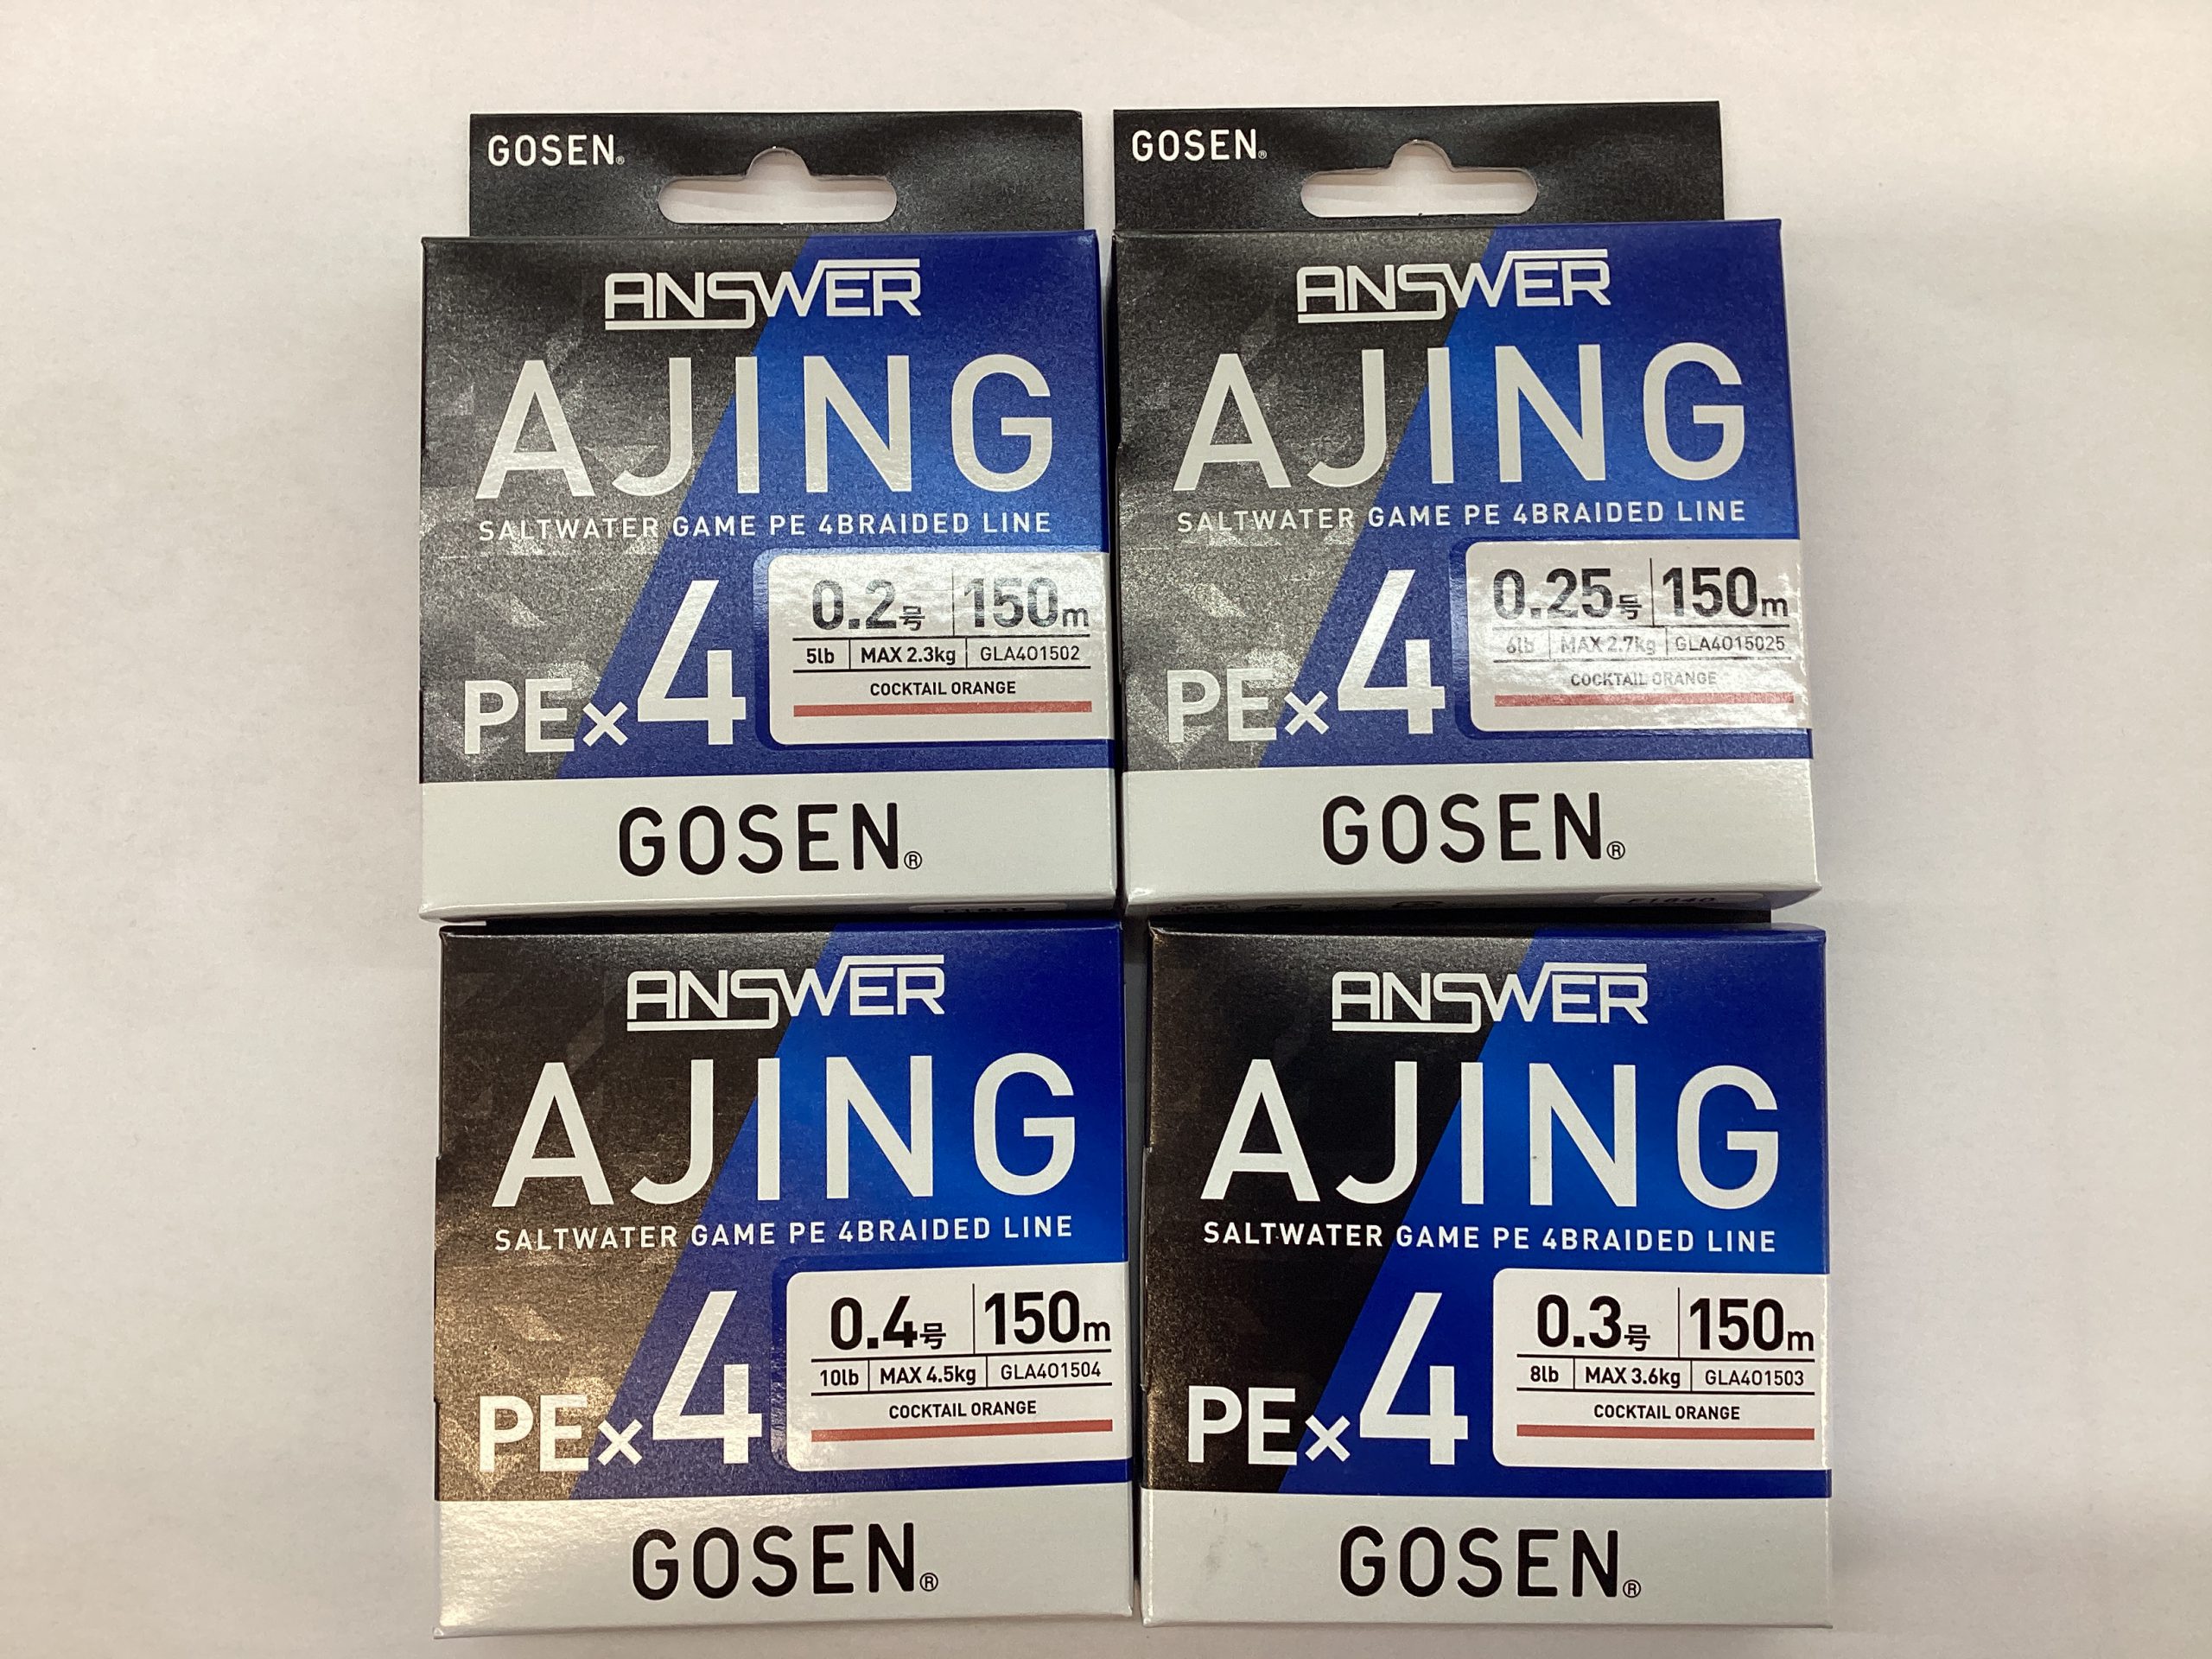 GOSEN®
ANSWER
AJING
SALTWATER GAME PE 4BRAIDED LINE
PE×4
0.2号 150m
5lb MAX 2.3kg GLA4O1502
COCKTAIL ORANGE
GOSEN®
GOSEN®
ANSWER
AJING
SALTWATER GAME PE 4BRAIDED LINE
PE×4
0.25号 150m
6lb MAX 2.7kg GLA4O15025
COCKTAIL ORANGE
GOSEN®
ANSWER
AJING
SALTWATER GAME PE 4BRAIDED LINE
PE×4
0.4号 150m
10lb MAX 4.5kg GLA4O1504
COCKTAIL ORANGE
GOSEN®
ANSWER
AJING
SALTWATER GAME PE 4BRAIDED LINE
PE×4
0.3号 150m
8lb MAX 3.6kg GLA4O1503
COCKTAIL ORANGE
GOSEN®